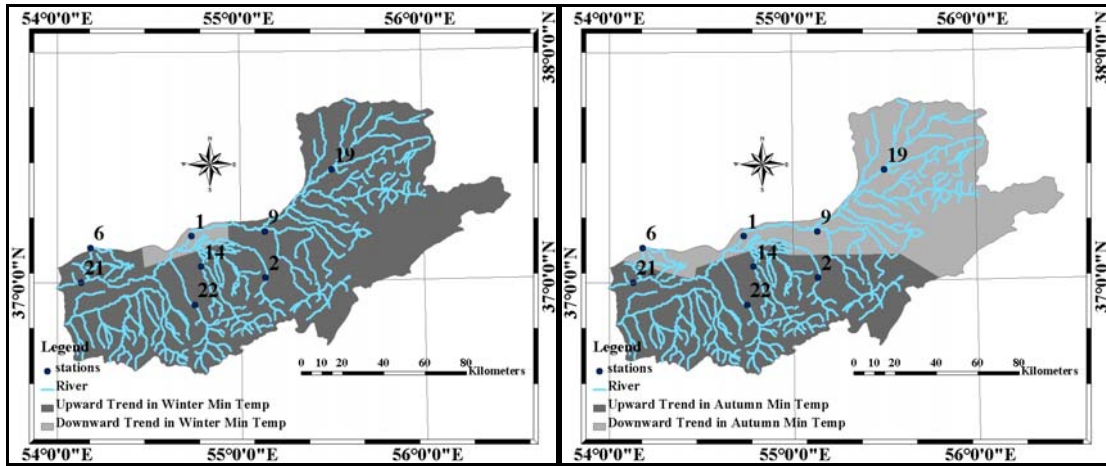 54°0'0"E 55°0'0"E 56°0'0"E
38°0'0"N
37°0'0"N
N
W E
S
19
1
9
6
14
2
21
22
Legend
stations
River
Upward Trend in Winter Min Temp
Downward Trend in Winter Min Temp
0 10 20 40 60 80
Kilometers
54°0'0"E 55°0'0"E 56°0'0"E
54°0'0"E 55°0'0"E 56°0'0"E
38°0'0"N
37°0'0"N
N
W E
S
19
1
9
6
14
2
21
22
Legend
stations
River
Upward Trend in Autumn Min Temp
Downward Trend in Autumn Min Temp
0 10 20 40 60 80
Kilometers
54°0'0"E 55°0'0"E 56°0'0"E